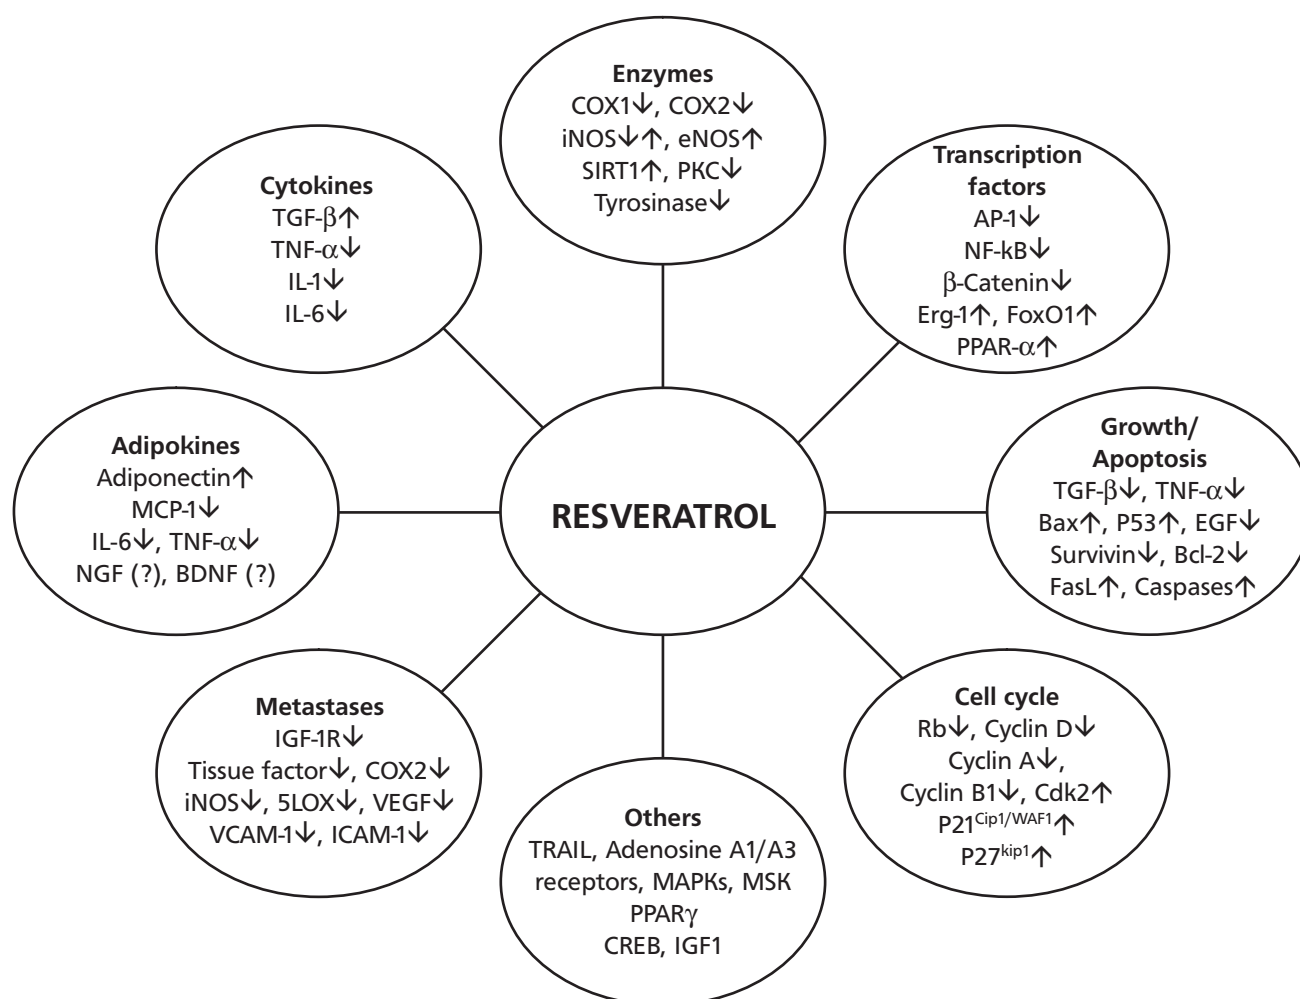 Enzymes
COX1↓, COX2↓
iNOS↓↑, eNOS↑
SIRT1↑, PKC↓
Tyrosinase↓
Cytokines
TGF-β↑
TNF-α↓
IL-1↓
IL-6↓
Transcription
factors
AP-1↓
NF-kB↓
β-Catenin↓
Erg-1↑, FoxO1↑
PPAR-α↑
Adipokines
Adiponectin↑
MCP-1↓
IL-6↓, TNF-α↓
NGF (?), BDNF (?)
RESVERATROL
Growth/
Apoptosis
TGF-β↓, TNF-α↓
Bax↑, P53↑, EGF↓
Survivin↓, Bcl-2↓
FasL↑, Caspases↑
Metastases
IGF-1R↓
Tissue factor↓, COX2↓
iNOS↓, 5LOX↓, VEGF↓
VCAM-1↓, ICAM-1↓
Others
TRAIL, Adenosine A1/A3
receptors, MAPKs, MSK
PPARγ
CREB, IGF1
Cell cycle
Rb↓, Cyclin D↓
Cyclin A↓,
Cyclin B1↓, Cdk2↑
P21Cip1/WAF1↑
P27kip1↑